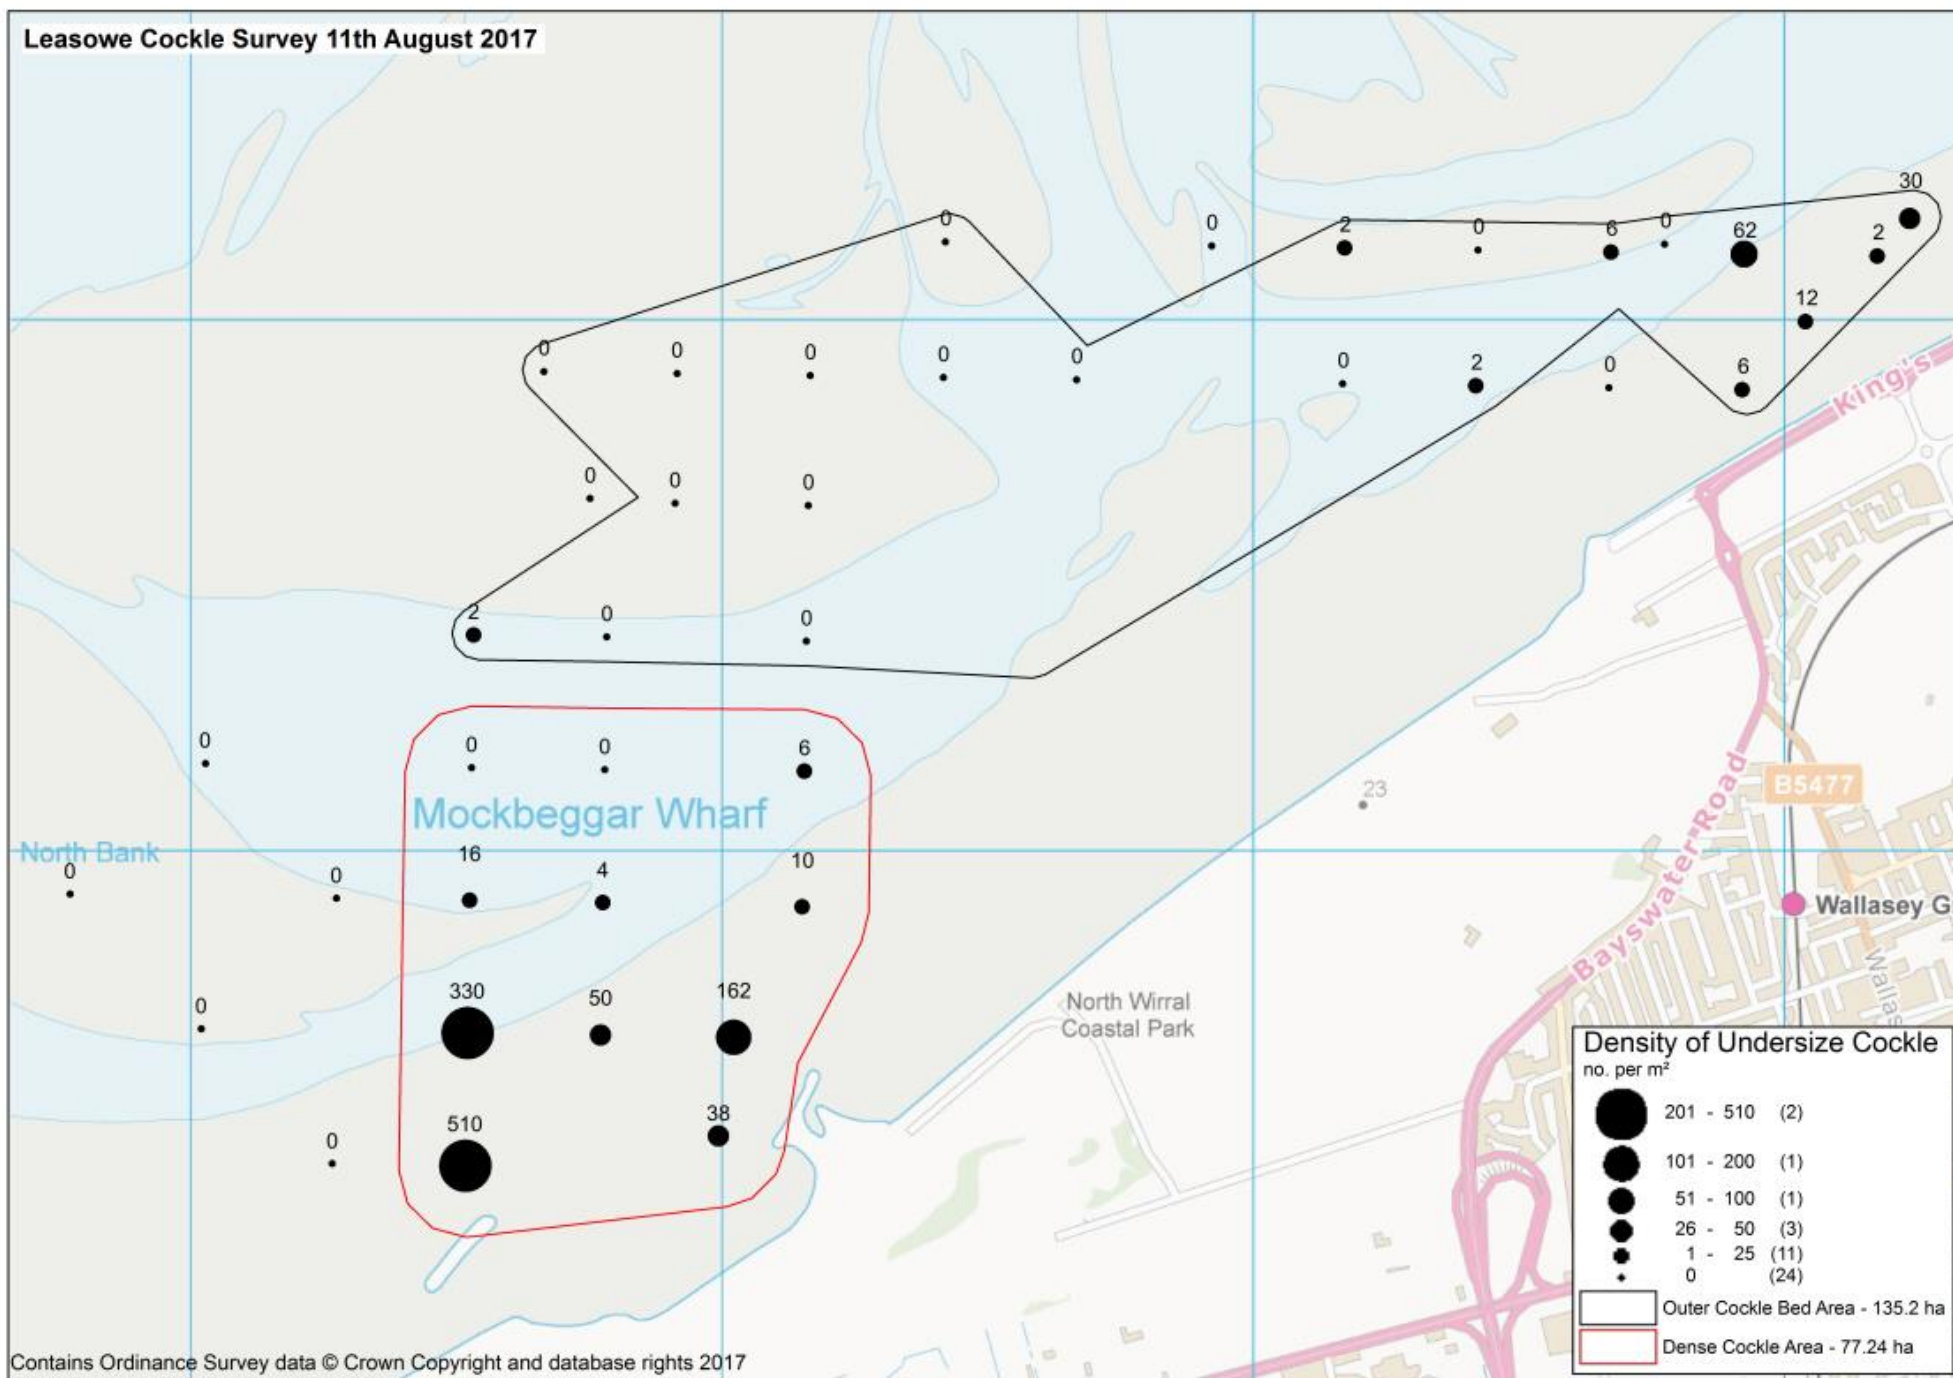 Leasowe Cockle Survey 11th August 2017
30
0
0
2
0
6
0
62
2
12
0
0
0
0
0
0
2
0
6
0
0
0
2
0
0
0
0
0
6
Mockbeggar Wharf
23
B5477
King's
Bayswater Road
North Bank
0
0
16
4
10
Wallasey G
Wallas
0
330
50
162
North Wirral
Coastal Park
0
510
38
Density of Undersize Cockle
no. per m²
201 - 510 (2)
101 - 200 (1)
51 - 100 (1)
26 - 50 (3)
1 - 25 (11)
0 (24)
Outer Cockle Bed Area - 135.2 ha
Dense Cockle Area - 77.24 ha
Contains Ordinance Survey data © Crown Copyright and database rights 2017